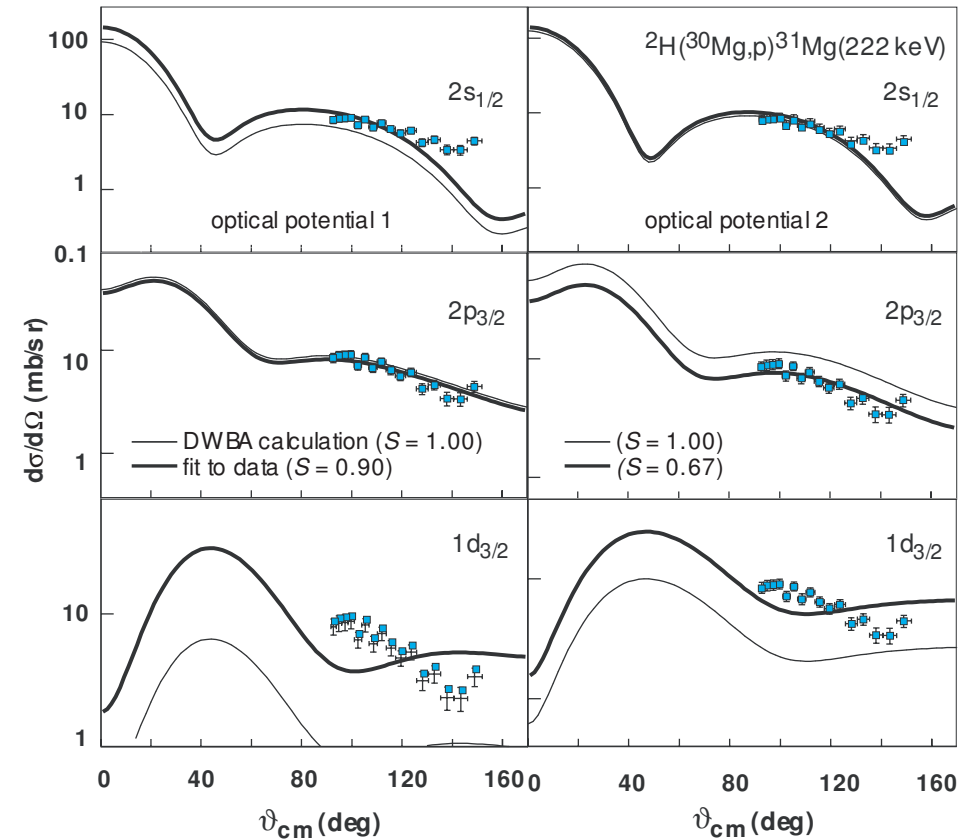 ²H(³⁰Mg,p)³¹Mg(222 keV)
100
10
1
0.1
2s₁/₂
optical potential 1
2s₁/₂
optical potential 2
dσ/dΩ (mb/sr)
10
1
2p₃/₂
DWBA calculation (S = 1.00)
fit to data (S = 0.90)
2p₃/₂
(S = 1.00)
(S = 0.67)
10
1
1d₃/₂
1d₃/₂
0 40 80 120 160
0 40 80 120 160
ϑcm (deg)
ϑcm (deg)